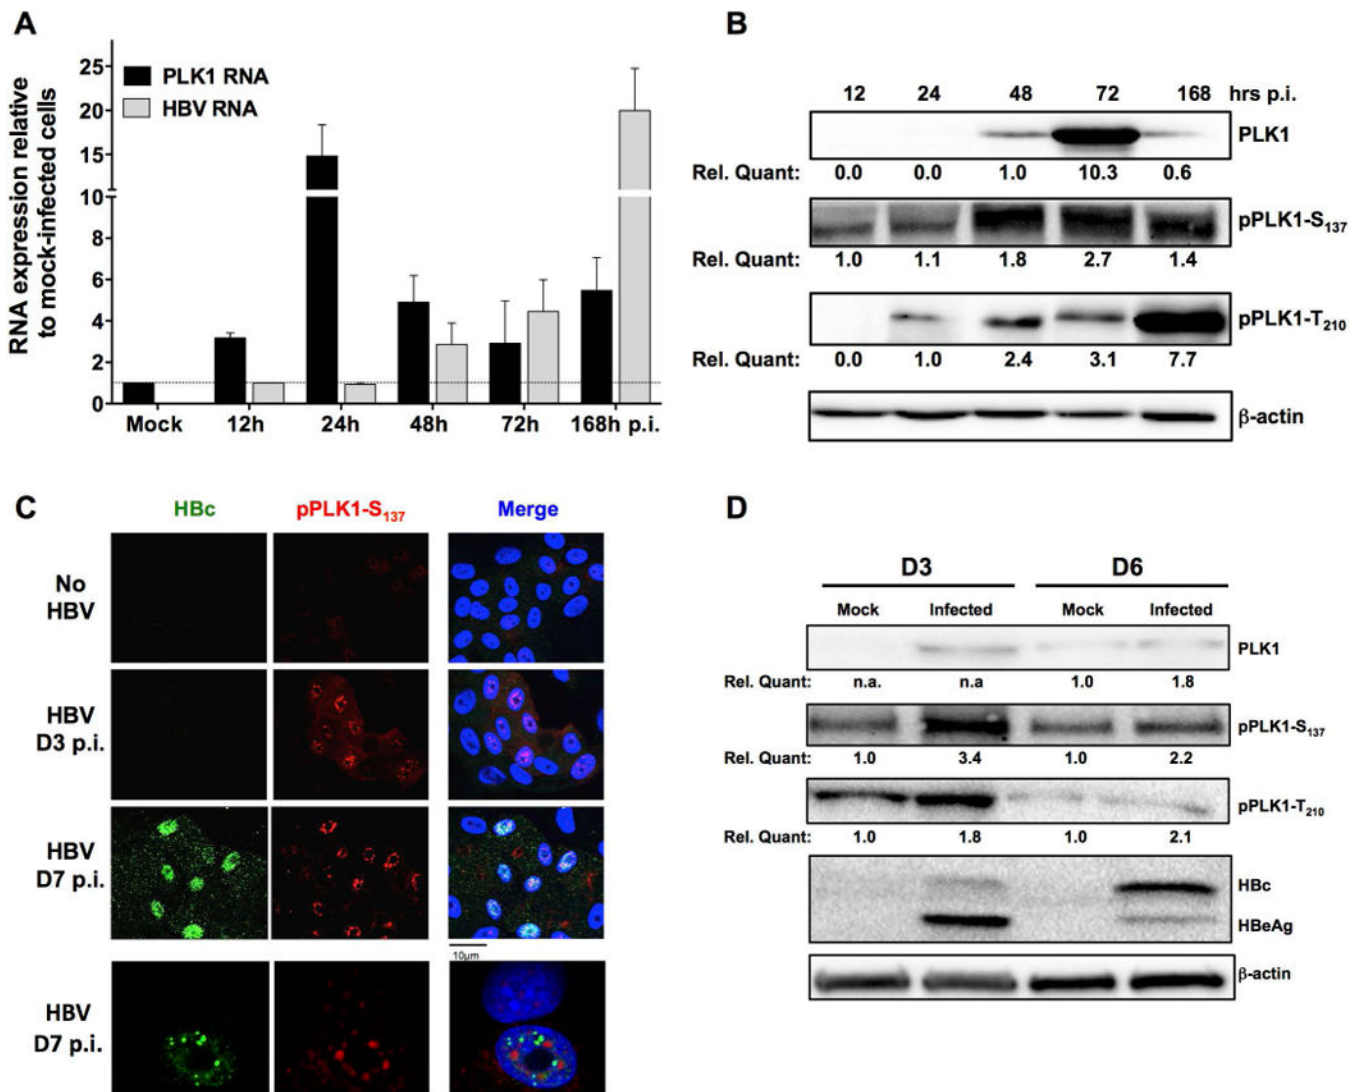 A
RNA expression relative
to mock-infected cells
25
20
15
10
8
6
4
2
0
PLK1 RNA
HBV RNA
Mock 12h 24h 48h 72h 168h p.i.
B
12 24 48 72 168 hrs p.i.
PLK1
Rel. Quant: 0.0 0.0 1.0 10.3 0.6
pPLK1-S137
Rel. Quant: 1.0 1.1 1.8 2.7 1.4
pPLK1-T210
Rel. Quant: 0.0 1.0 2.4 3.1 7.7
β-actin
C
HBc pPLK1-S137 Merge
No
HBV
HBV
D3 p.i.
HBV
D7 p.i.
10μm
HBV
D7 p.i.
D
D3 D6
Mock Infected Mock Infected
PLK1
Rel. Quant: n.a. n.a 1.0 1.8
pPLK1-S137
Rel. Quant: 1.0 3.4 1.0 2.2
pPLK1-T210
Rel. Quant: 1.0 1.8 1.0 2.1
HBc
HBeAg
β-actin